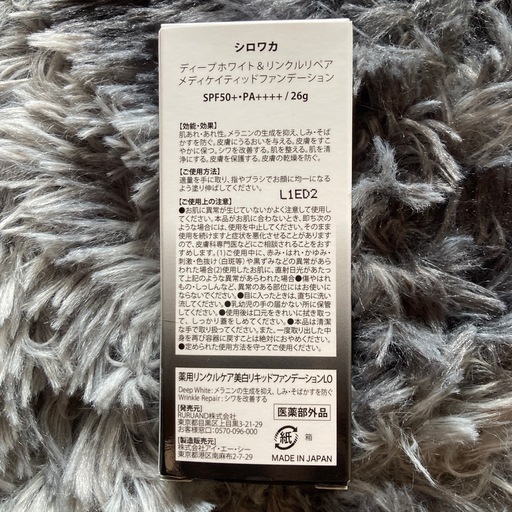 シロワカ
ディープホワイト＆リンクルリペア
メディケイティッドファンデーション
SPF50+・PA++++ / 26g
【効能・効果】
肌あれ・あれ性。メラニンの生成を抑え、しみ・そば
かすを防ぐ。皮膚にうるおいを与える。皮膚をす
こやかに保つ。シワを改善する。肌を整える。肌を清
浄にする。皮膚を保護する。皮膚の乾燥を防ぐ。
【ご使用方法】
適量を手に取り、指やブラシでお顔に均一になる
よう塗り伸ばしてください。
L1ED2
【ご使用上の注意】
●お肌に異常が生じていないかよく注意して使用し
てください。本品がお肌に合わないとき、即ち次の
ような場合には、使用を中止してください。そのまま
使用を続けますと症状を悪化させることがあります
ので、皮膚科専門医などにご相談されることをおす
すめします。(1)ご使用中に、赤み・はれ・かゆみ・
刺激・色抜け(白斑等)や黒ずみなどの異常があら
われた場合(2)使用したお肌に、直射日光があたっ
て上記のような異常があらわれた場合●傷やはれ
もの・しっしんなど、異常のある部位にはお使いに
ならないでください。●目に入ったときは、直ちに洗い
流してください。●乳幼児の手の届かない所に保管
してください。●使用後は口元をきれいに拭き取っ
て、しっかり蓋をしめてください。●本品は清潔
な手で取り扱ってください。また、一度取り出した中
身を再び容器に戻すことは絶対におやめください。
●定められた使用方法を守ってご使用ください。
薬用リンクルケア美白リキッドファンデーションLO
Deep White : メラニンの生成を抑え、しみ・そばかすを防ぐ
Wrinkle Repair : シワを改善する
【発売元】
RURUAND株式会社
東京都目黒区上目黒3-21-29
お客様窓口:0570-096-000
【製造販売元】
株式会社アイ・エー・シー
東京都港区南麻布2-7-29
医薬部外品
紙
箱
MADE IN JAPAN